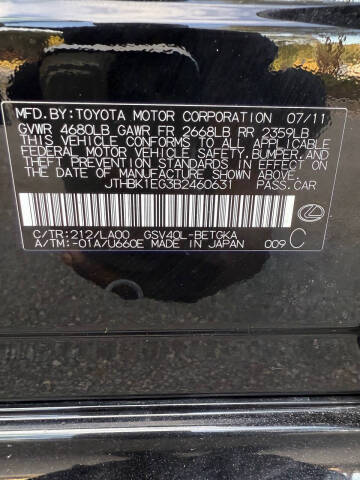 MFD.BY:TOYOTA MOTOR CORPORATION 07/11
GVWR 4680LB GAWR FR 2668LB RR 2359LB
THIS VEHICLE CONFORMS TO ALL APPLICABLE
FEDERAL MOTOR VEHICLE SAFETY,BUMPER,AND
THEFT PREVENTION STANDARDS IN EFFECT ON
THE DATE OF MANUFACTURE SHOWN ABOVE.
JTHBK1EG3B2460631 PASS.CAR
C/TR:212/LA00 GSV40L-BETGKA
A/TM:-01A/U660E MADE IN JAPAN 009 C